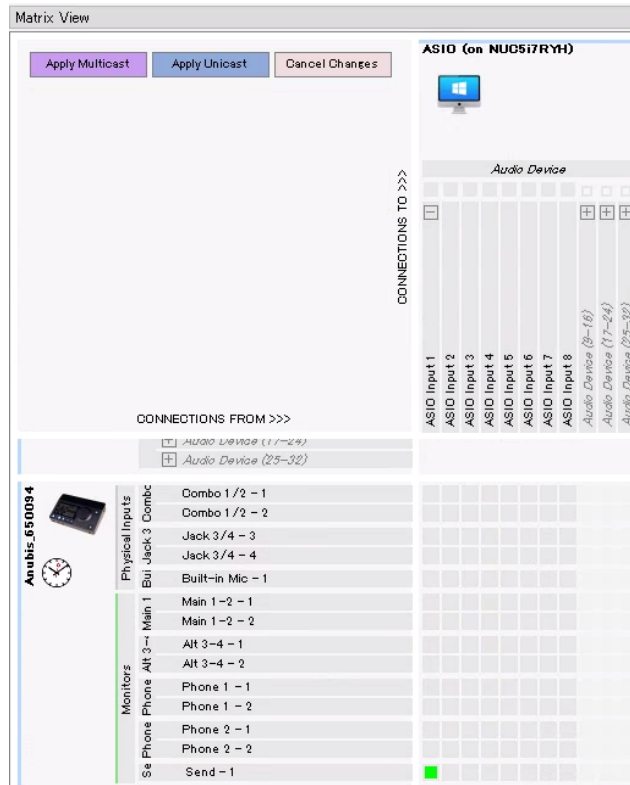 Matrix View
Apply Multicast
Apply Unicast
Cancel Changes
ASIO (on NUC5i7RYH)
Audio Device
CONNECTIONS TO >>>
ASIO Input 1
ASIO Input 2
ASIO Input 3
ASIO Input 4
ASIO Input 5
ASIO Input 6
ASIO Input 7
ASIO Input 8
Audio Device (9-16)
Audio Device (17-24)
Audio Device (25-32)
CONNECTIONS FROM >>>
Audio Device (17-24)
Audio Device (25-32)
Anubis_650094
Physical Inputs
Combo
Combo 1/2 - 1
Combo 1/2 - 2
Jack 3
Jack 3/4 - 3
Jack 3/4 - 4
Bui
Built-in Mic - 1
Monitors
Main 1
Main 1-2 - 1
Main 1-2 - 2
Alt 3-4
Alt 3-4 - 1
Alt 3-4 - 2
Phone
Phone 1 - 1
Phone 1 - 2
Phone
Phone 2 - 1
Phone 2 - 2
Se
Send - 1